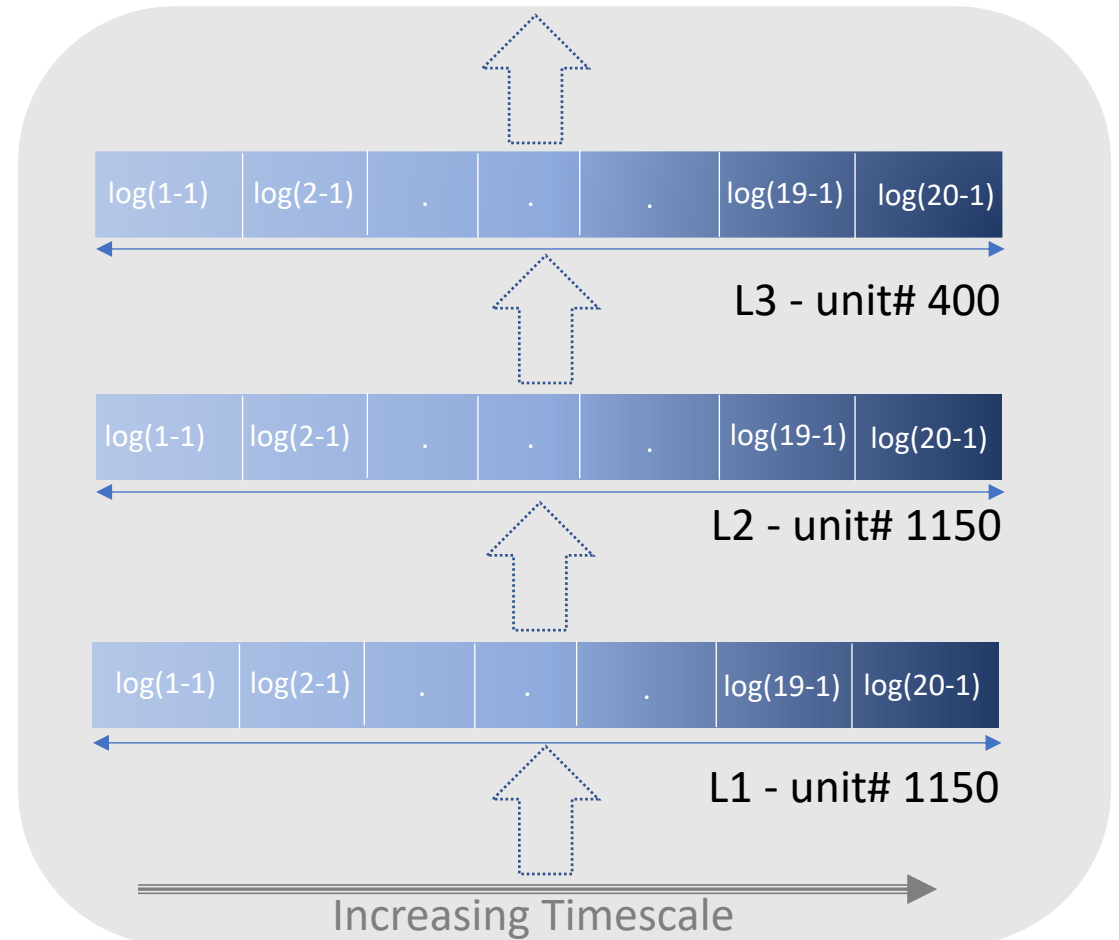 log(1-1) log(2-1) . . . log(19-1) log(20-1)
L3 - unit# 400
log(1-1) log(2-1) . . . log(19-1) log(20-1)
L2 - unit# 1150
log(1-1) log(2-1) . . . log(19-1) log(20-1)
L1 - unit# 1150
Increasing Timescale